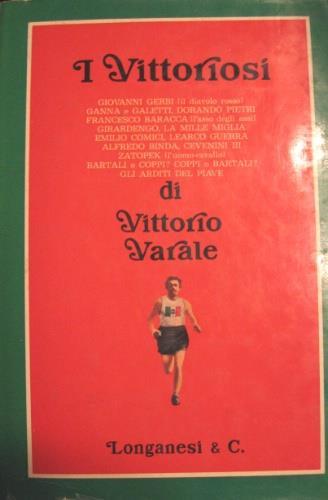 I Vittoriosi
GIOVANNI GERBI (il diavolo rosso)
GANNA e GALETTI, DORANDO PIETRI
FRANCESCO BARACCA (l'asso degli assi)
GIRARDENGO, LA MILLE MIGLIA
EMILIO COMICI, LEARCO GUERRA
ALFREDO BINDA, CEVENINI III
ZATOPEK (l'uomo-cavallo)
BARTALI o COPPI? COPPI o BARTALI?
GLI ARDITI DEL PIAVE
di
Vittorio
Varale
Longanesi & C.